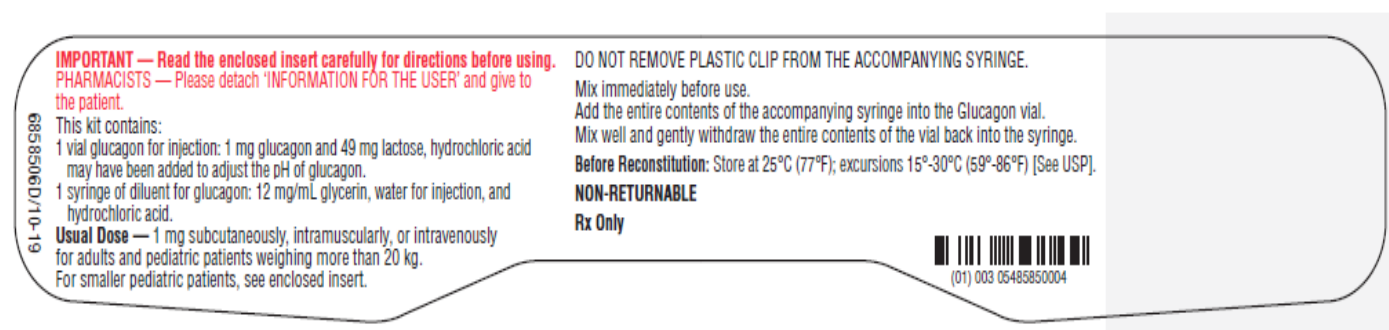 IMPORTANT — Read the enclosed insert carefully for directions before using.
PHARMACISTS — Please detach ‘INFORMATION FOR THE USER’ and give to
the patient.
This kit contains:
1 vial glucagon for injection: 1 mg glucagon and 49 mg lactose, hydrochloric acid
may have been added to adjust the pH of glucagon.
1 syringe of diluent for glucagon: 12 mg/mL glycerin, water for injection, and
hydrochloric acid.
Usual Dose — 1 mg subcutaneously, intramuscularly, or intravenously
for adults and pediatric patients weighing more than 20 kg.
For smaller pediatric patients, see enclosed insert.
6858506D/10-19
DO NOT REMOVE PLASTIC CLIP FROM THE ACCOMPANYING SYRINGE.
Mix immediately before use.
Add the entire contents of the accompanying syringe into the Glucagon vial.
Mix well and gently withdraw the entire contents of the vial back into the syringe.
Before Reconstitution: Store at 25°C (77°F); excursions 15°-30°C (59°-86°F) [See USP].
NON-RETURNABLE
Rx Only
(01) 003 05485850004